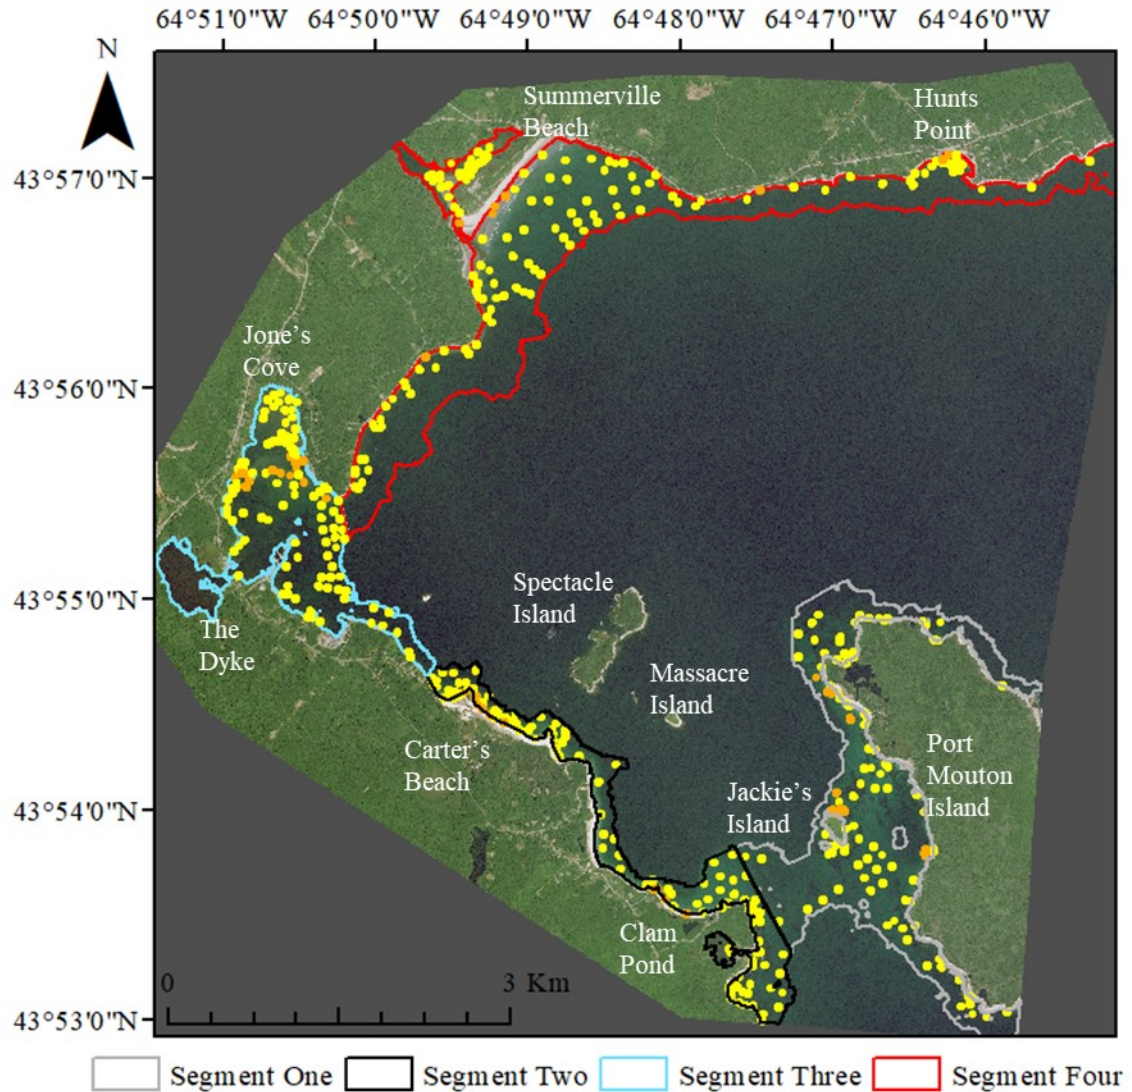 64°51'0"W 64°50'0"W 64°49'0"W 64°48'0"W 64°47'0"W 64°46'0"W
N
Summerville
Beach
Hunts
Point
43°57'0"N
Jone's
Cove
43°56'0"N
Spectacle
Island
43°55'0"N
The
Dyke
Massacre
Island
Carter's
Beach
Port
Mouton
Island
Jackie's
Island
43°54'0"N
Clam
Pond
0 3 Km
43°53'0"N
Segment One Segment Two Segment Three Segment Four